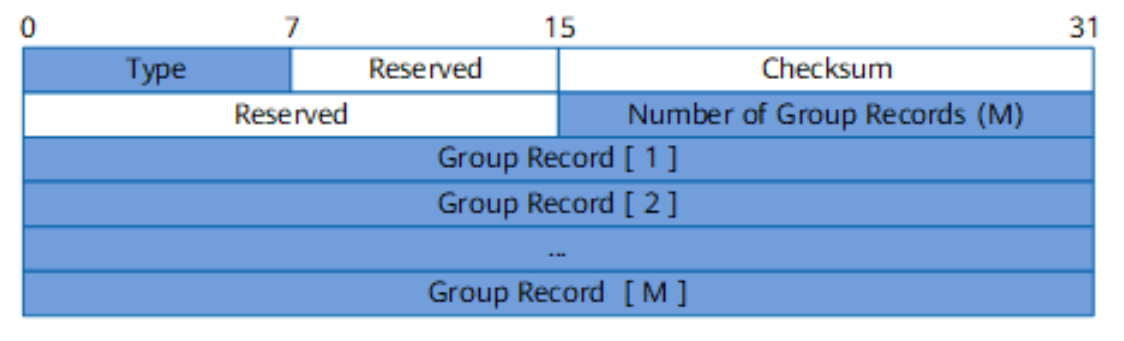 0 7 15 31
Type Reserved Checksum
Reserved Number of Group Records (M)
Group Record [ 1 ]
Group Record [ 2 ]
...
Group Record [ M ]